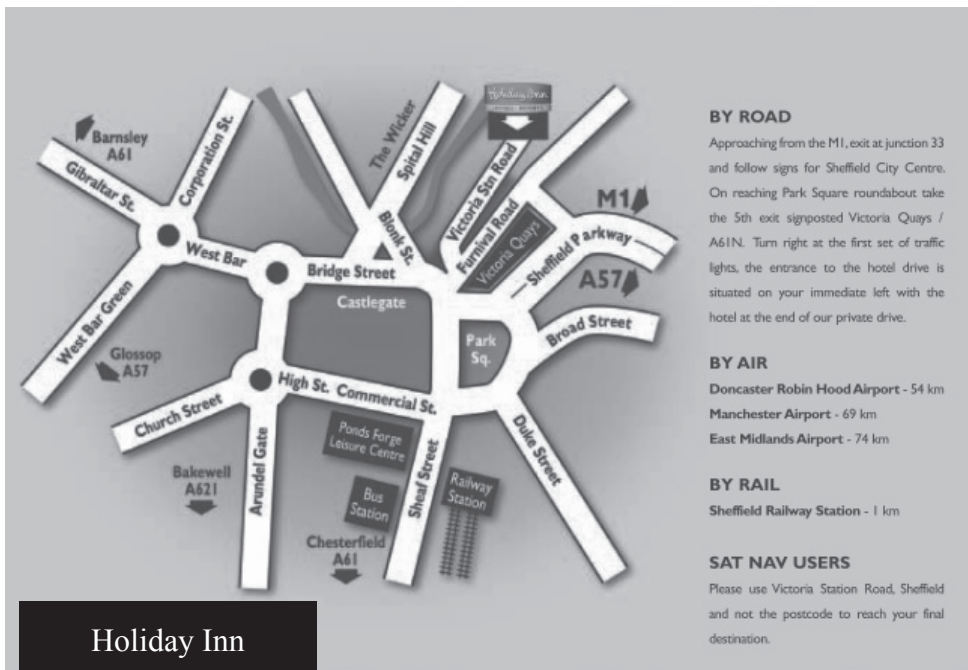 Holiday Inn
Barnsley
A61
Gibraltar St.
Corporation St.
The Wicker
Spital Hill
Victoria Stn Road
Furnival Road
Victoria Quays
M1
Sheffield Parkway
A57
West Bar
Blonk St.
Bridge Street
Castlegate
Park
Sq.
Broad Street
West Bar Green
Glossop
A57
High St.
Commercial St.
Church Street
Ponds Forge
Leisure Centre
Duke Street
Arundel Gate
Bakewell
A621
Bus
Station
Sheaf Street
Railway
Station
Chesterfield
A61
Holiday Inn
BY ROAD
Approaching from the M1, exit at junction 33
and follow signs for Sheffield City Centre.
On reaching Park Square roundabout take
the 5th exit signposted Victoria Quays /
A61N. Turn right at the first set of traffic
lights, the entrance to the hotel drive is
situated on your immediate left with the
hotel at the end of our private drive.
BY AIR
Doncaster Robin Hood Airport - 54 km
Manchester Airport - 69 km
East Midlands Airport - 74 km
BY RAIL
Sheffield Railway Station - 1 km
SAT NAV USERS
Please use Victoria Station Road, Sheffield
and not the postcode to reach your final
destination.